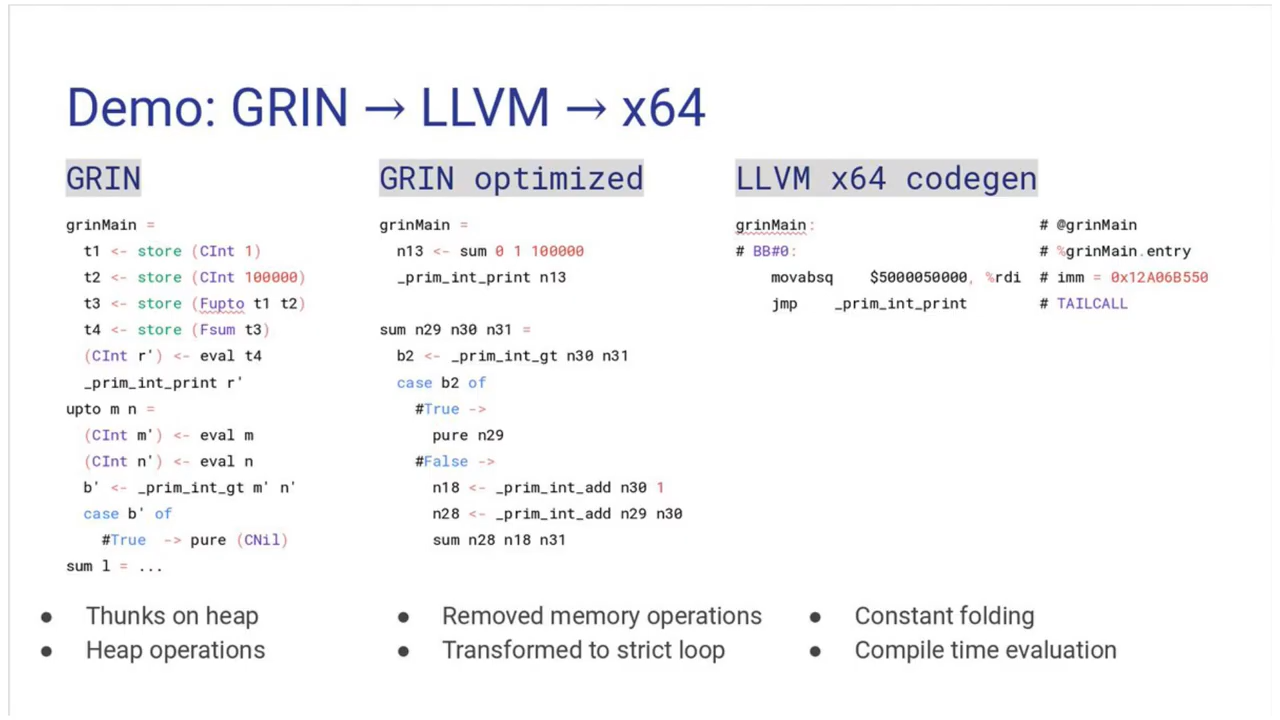 Demo: GRIN → LLVM → x64
GRIN
grinMain =
  t1 <- store (CInt 1)
  t2 <- store (CInt 100000)
  t3 <- store (Fupto t1 t2)
  t4 <- store (Fsum t3)
  (CInt r') <- eval t4
  _prim_int_print r'
upto m n =
  (CInt m') <- eval m
  (CInt n') <- eval n
  b' <- _prim_int_gt m' n'
  case b' of
    #True  -> pure (CNil)
sum l = ...
● Thunks on heap
● Heap operations
GRIN optimized
grinMain =
  n13 <- sum 0 1 100000
  _prim_int_print n13
sum n29 n30 n31 =
  b2 <- _prim_int_gt n30 n31
  case b2 of
    #True ->
      pure n29
    #False ->
      n18 <- _prim_int_add n30 1
      n28 <- _prim_int_add n29 n30
      sum n28 n18 n31
● Removed memory operations
● Transformed to strict loop
LLVM x64 codegen
grinMain: # @grinMain
# BB#0: # %grinMain.entry
    movabsq $5000050000, %rdi # imm = 0x12A06B550
    jmp _prim_int_print # TAILCALL
● Constant folding
● Compile time evaluation